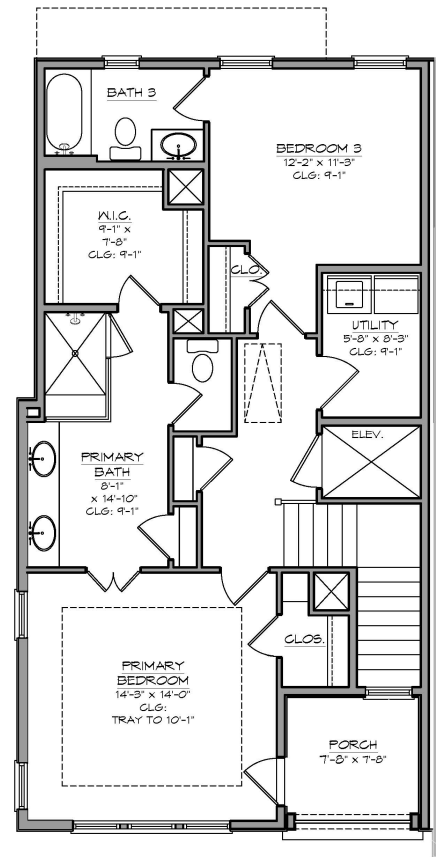 BATH 3
BEDROOM 3
12'-2" x 11'-3"
CLG: 9'-1"
W.I.C.
9'-1" x
7'-8"
CLG: 9'-1"
CLO.
UTILITY
5'-8" x 8'-3"
CLG: 9'-1"
ELEV.
PRIMARY
BATH
8'-1"
x 14'-10"
CLG: 9'-1"
CLOS.
PRIMARY
BEDROOM
14'-3" x 14'-0"
CLG:
TRAY TO 10'-1"
PORCH
7'-8" x 7'-8"